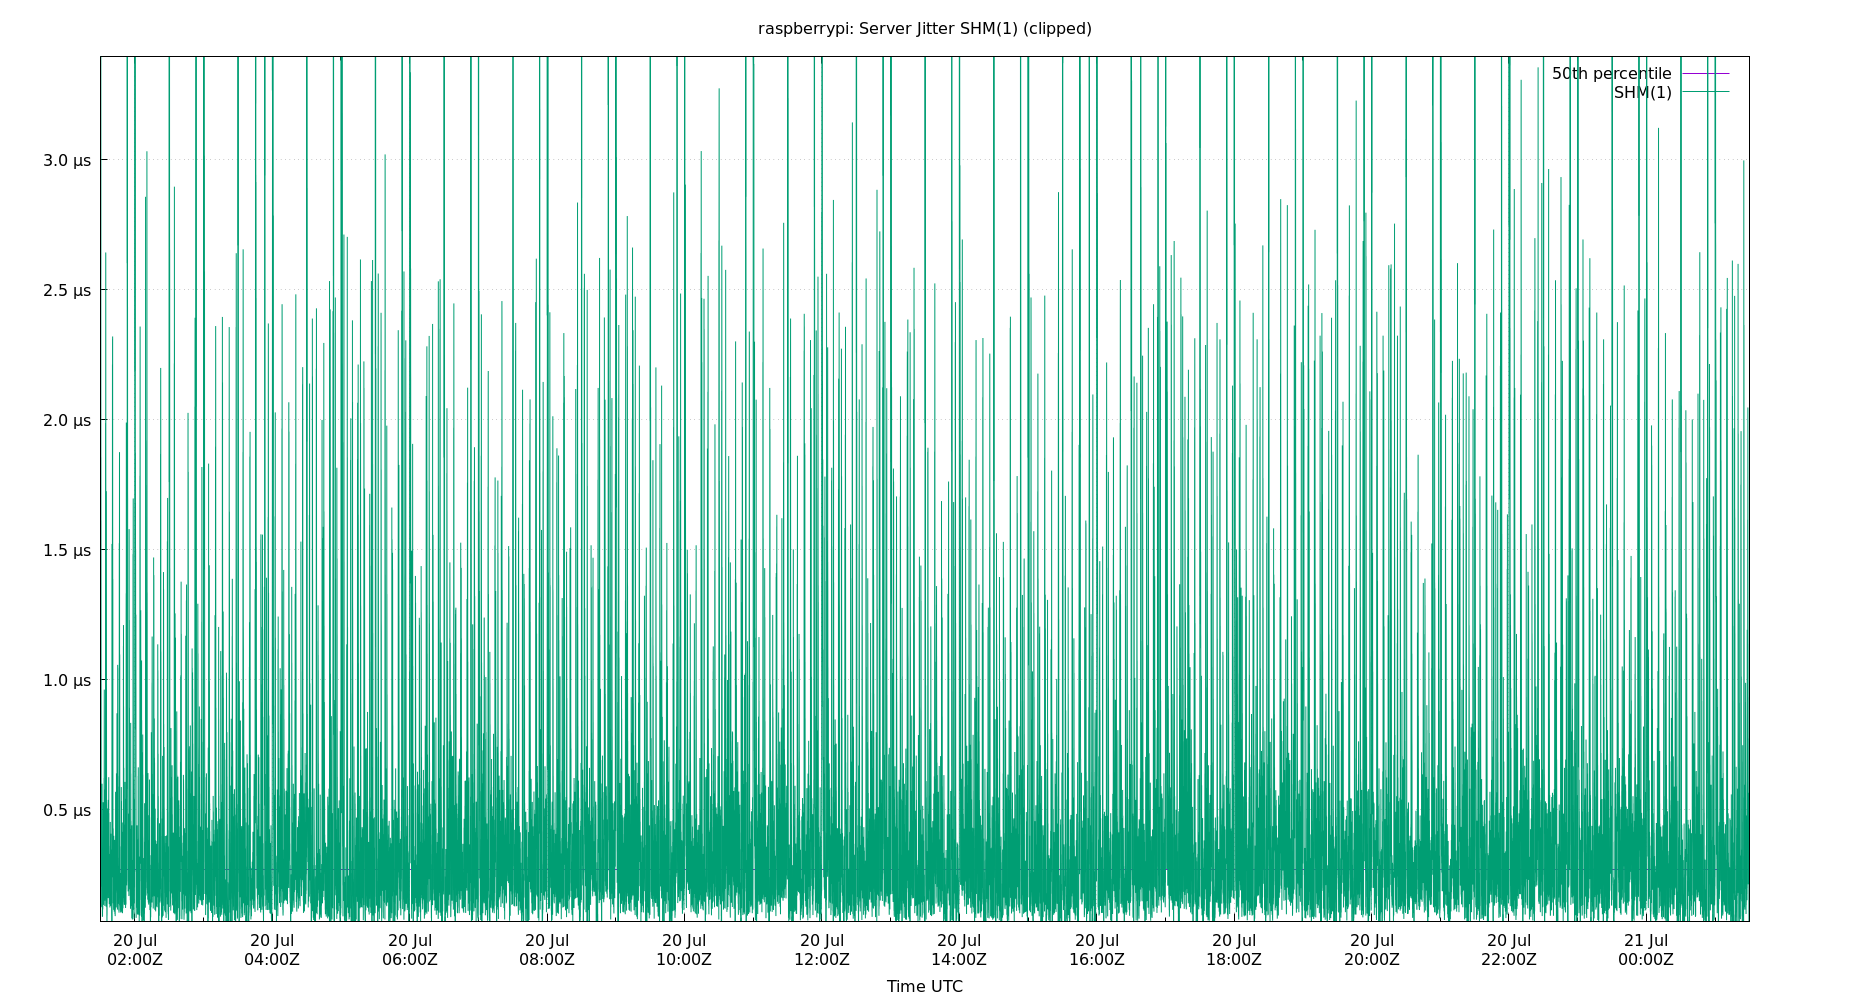 raspberrypi: Server Jitter SHM(1) (clipped)
50th percentile
SHM(1)
3.0 µs
2.5 µs
2.0 µs
1.5 µs
1.0 µs
0.5 µs
20 Jul 20 Jul 20 Jul 20 Jul 20 Jul 20 Jul 20 Jul 20 Jul 20 Jul 20 Jul 20 Jul 21 Jul
02:00Z 04:00Z 06:00Z 08:00Z 10:00Z 12:00Z 14:00Z 16:00Z 18:00Z 20:00Z 22:00Z 00:00Z
Time UTC